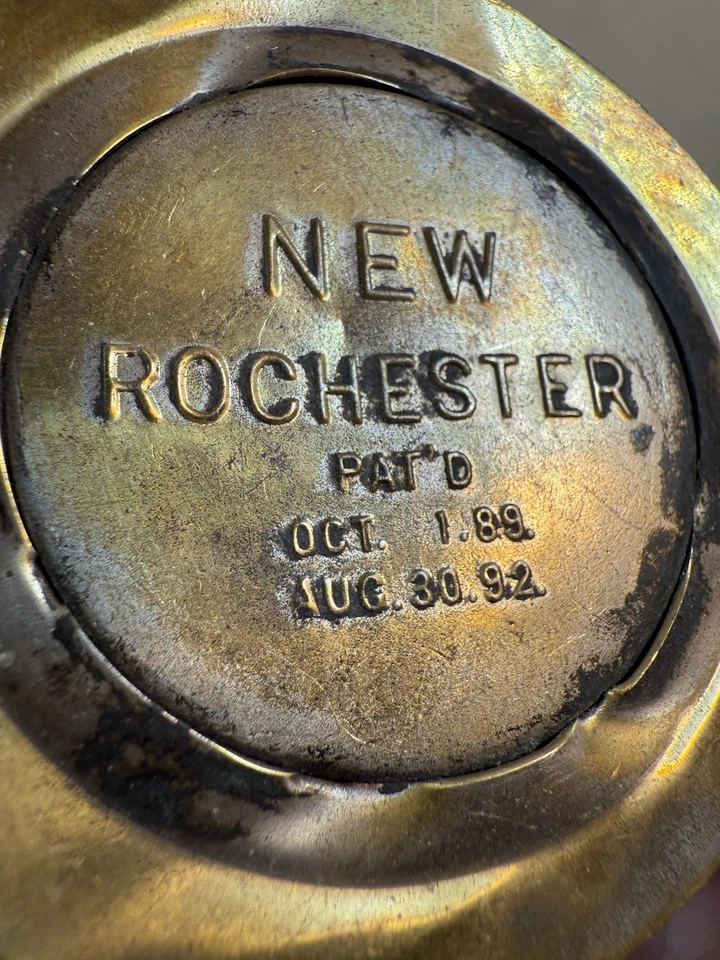 NEW
ROCHESTER
PAT'D
OCT. 1.89.
AUG.30.92.